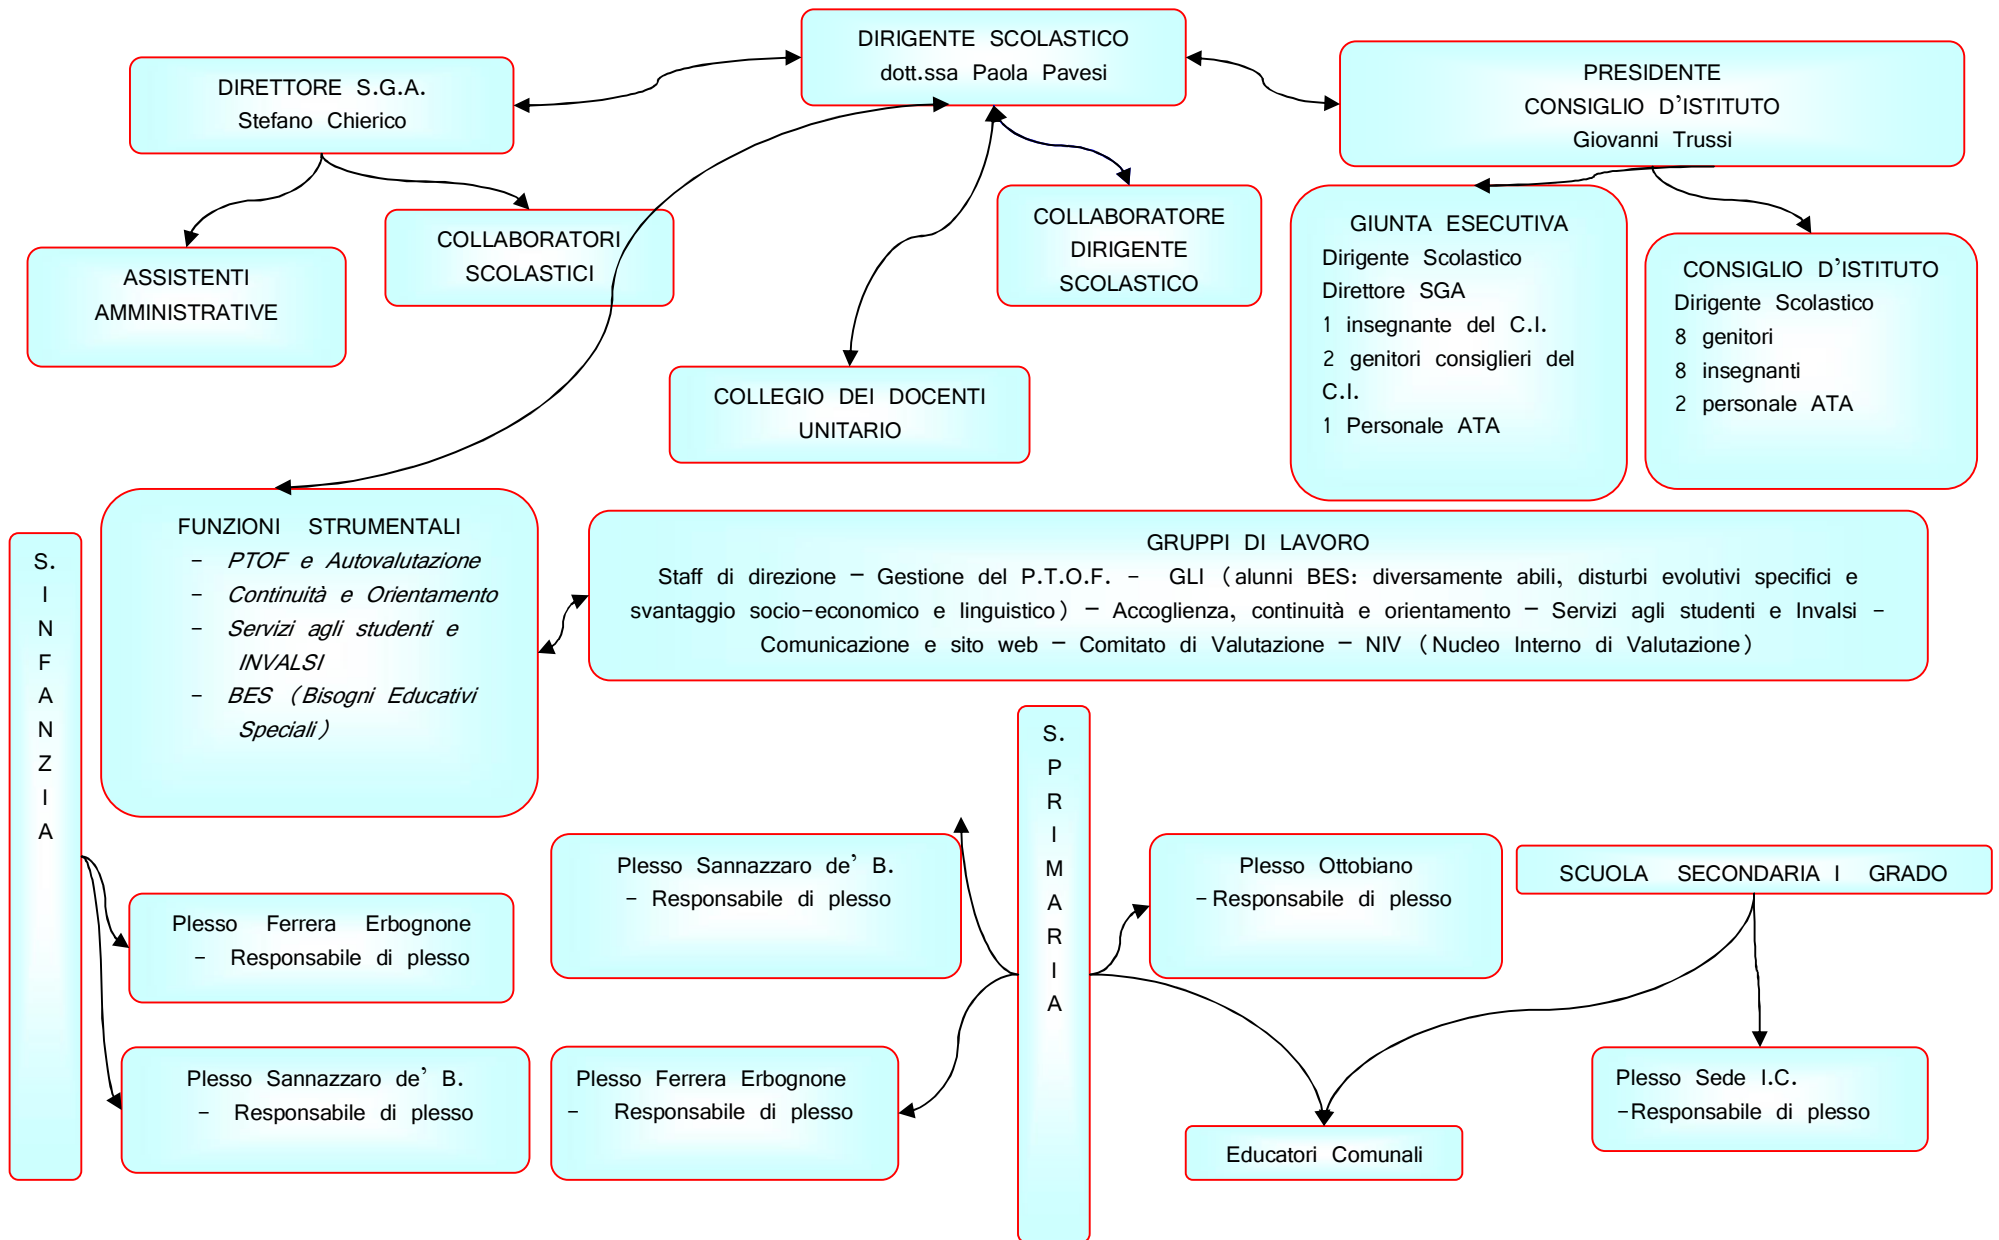 DIRIGENTE SCOLASTICO
dott.ssa Paola Pavesi
DIRETTORE S.G.A.
Stefano Chierico
PRESIDENTE
CONSIGLIO D’ISTITUTO
Giovanni Trussi
ASSISTENTI
AMMINISTRATIVE
COLLABORATORI
SCOLASTICI
COLLABORATORE
DIRIGENTE
SCOLASTICO
GIUNTA ESECUTIVA
Dirigente Scolastico
Direttore SGA
1 insegnante del C.I.
2 genitori consiglieri del
C.I.
1 Personale ATA
CONSIGLIO D’ISTITUTO
Dirigente Scolastico
8 genitori
8 insegnanti
2 personale ATA
COLLEGIO DEI DOCENTI
UNITARIO
FUNZIONI STRUMENTALI
- PTOF e Autovalutazione
- Continuità e Orientamento
- Servizi agli studenti e
INVALSI
- BES (Bisogni Educativi
Speciali)
GRUPPI DI LAVORO
Staff di direzione – Gestione del P.T.O.F. - GLI (alunni BES: diversamente abili, disturbi evolutivi specifici e
svantaggio socio-economico e linguistico) – Accoglienza, continuità e orientamento – Servizi agli studenti e Invalsi -
Comunicazione e sito web – Comitato di Valutazione – NIV (Nucleo Interno di Valutazione)
S.
I
N
F
A
N
Z
I
A
Plesso Ferrera Erbognone
- Responsabile di plesso
Plesso Sannazzaro de’ B.
- Responsabile di plesso
S.
P
R
I
M
A
R
I
A
Plesso Sannazzaro de’ B.
- Responsabile di plesso
Plesso Ferrera Erbognone
- Responsabile di plesso
Plesso Ottobiano
-Responsabile di plesso
Educatori Comunali
SCUOLA SECONDARIA I GRADO
Plesso Sede I.C.
-Responsabile di plesso